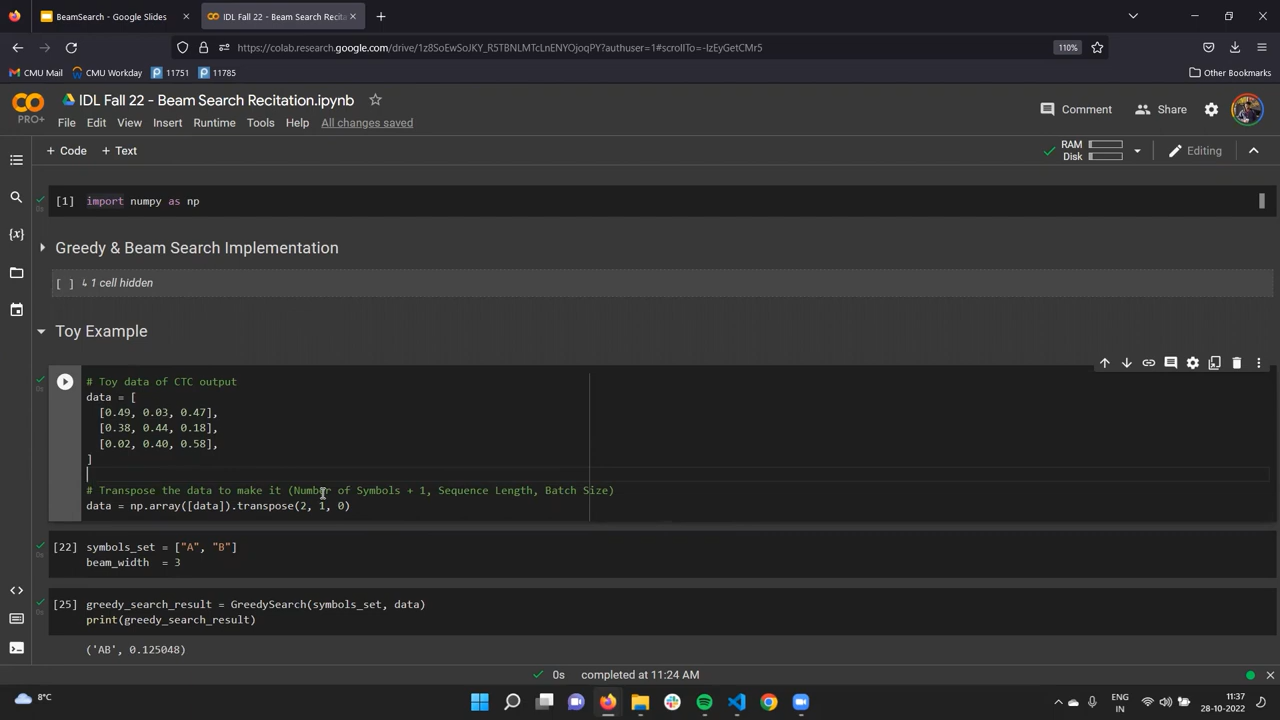 BeamSearch - Google Slides
IDL Fall 22 - Beam Search Recita
https://colab.research.google.com/drive/1z8SoEwSoJKY_R5TBNLMTcLnENYOjoqPY?authuser=1#scrollTo=-IzEyGetCMr5
110%
CMU Mail
CMU Workday
11751
11785
Other Bookmarks
PRO+
IDL Fall 22 - Beam Search Recitation.ipynb
File Edit View Insert Runtime Tools Help All changes saved
Comment
Share
+ Code + Text
RAM
Disk
Editing
[1] import numpy as np
Greedy & Beam Search Implementation
[ ] ↳ 1 cell hidden
Toy Example
# Toy data of CTC output
data = [
[0.49, 0.03, 0.47],
[0.38, 0.44, 0.18],
[0.02, 0.40, 0.58],
]
# Transpose the data to make it (Number of Symbols + 1, Sequence Length, Batch Size)
data = np.array([data]).transpose(2, 1, 0)
[22] symbols_set = ["A", "B"]
beam_width = 3
[25] greedy_search_result = GreedySearch(symbols_set, data)
print(greedy_search_result)
('AB', 0.125048)
0s completed at 11:24 AM
8°C
ENG
IN
11:37
28-10-2022